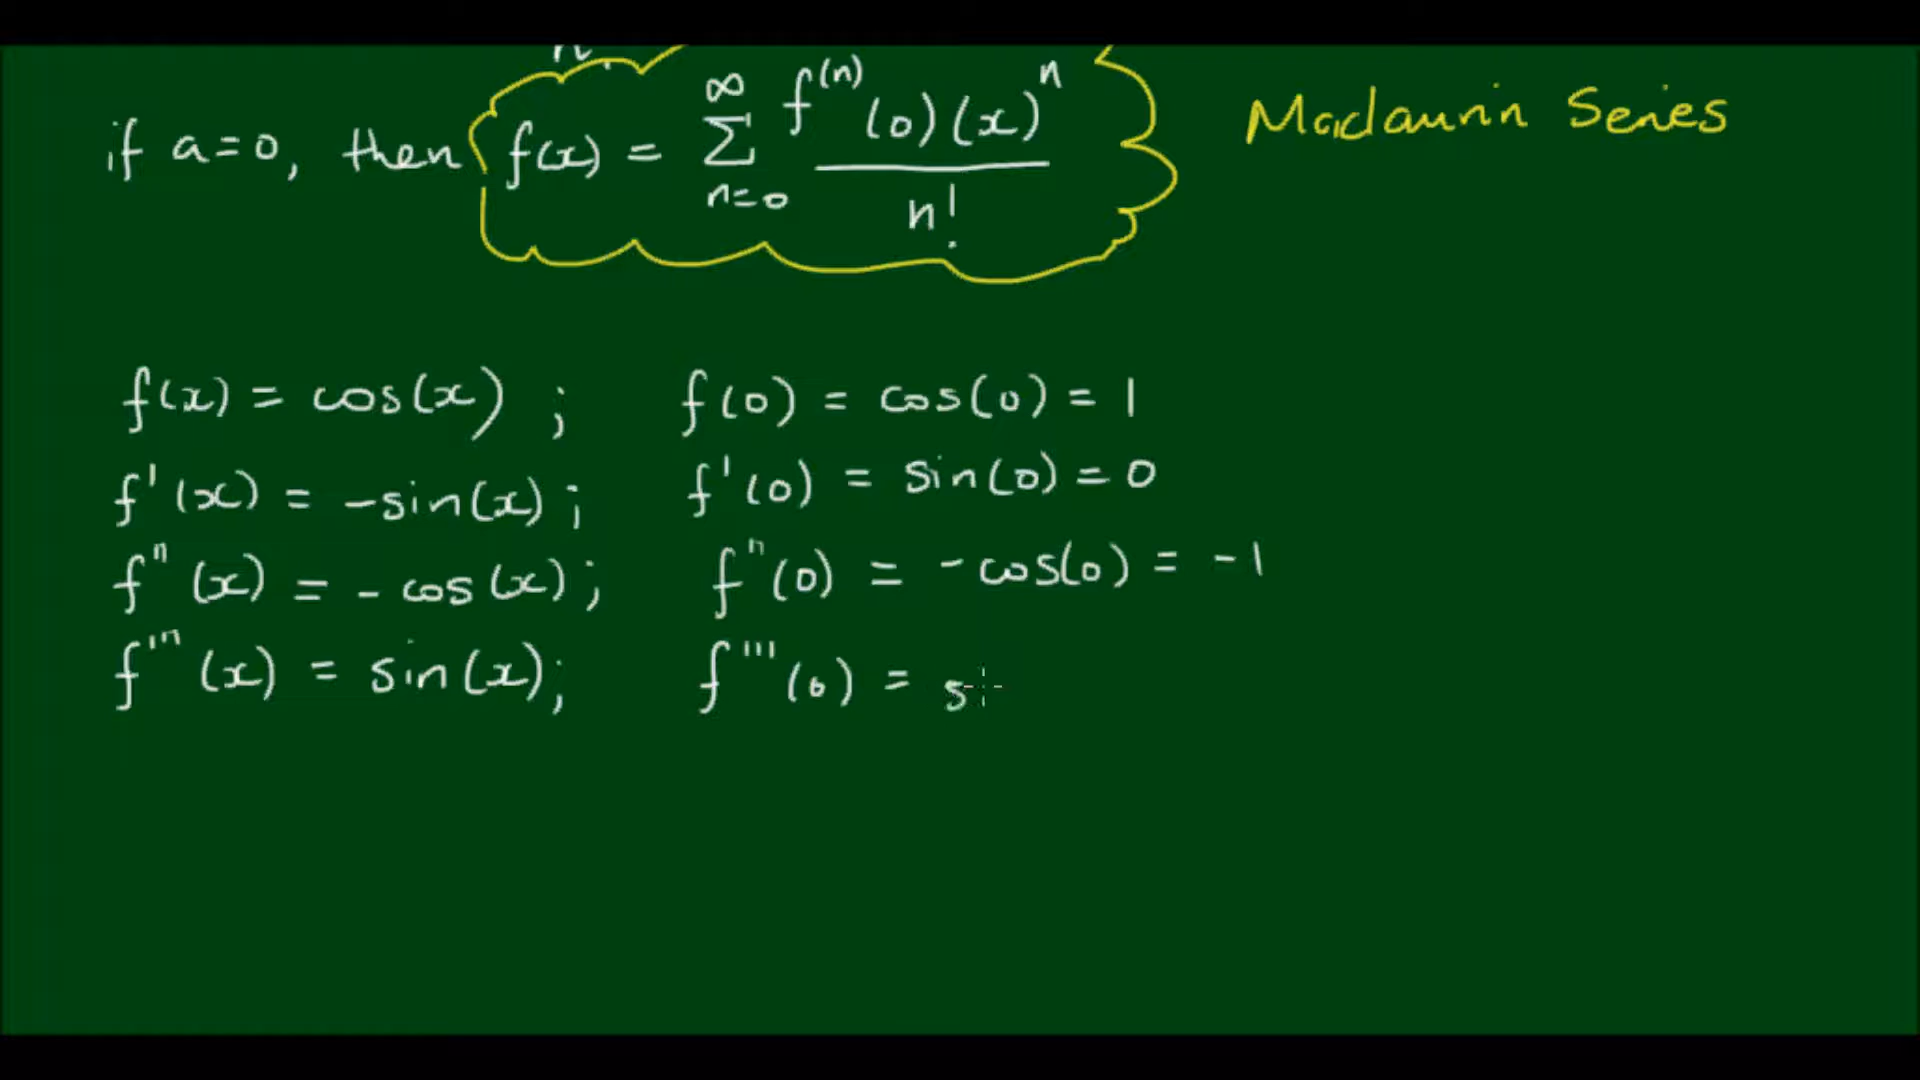 if a=0, then f(x) = ∞ Σ n=0 f⁽ⁿ⁾(0)(x)ⁿ / n! Maclaurin Series
f(x) = cos(x) ; f(0) = cos(0) = 1
f'(x) = -sin(x) ; f'(0) = sin(0) = 0
f''(x) = - cos(x) ; f''(0) = - cos(0) = -1
f'''(x) = sin(x) ; f'''(0) = s